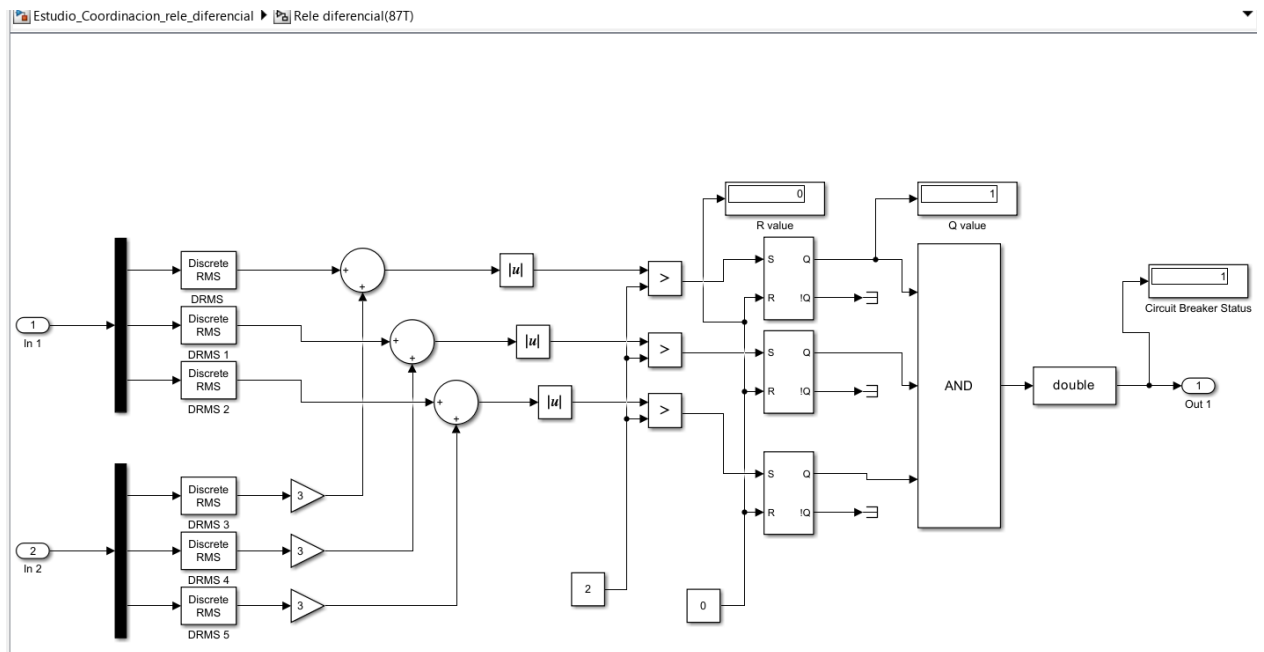 Estudio_Coordinacion_rele_diferencial Rele diferencial(87T)
0
R value
1
Q value
1
Circuit Breaker Status
1
In 1
Discrete
RMS
DRMS
Discrete
RMS
DRMS 1
Discrete
RMS
DRMS 2
+
+
+
+
+
+
|u|
|u|
|u|
>
>
>
S Q
R !Q
S Q
R !Q
S Q
R !Q
AND
double
1
Out 1
2
In 2
Discrete
RMS
DRMS 3
3
Discrete
RMS
DRMS 4
3
Discrete
RMS
DRMS 5
3
2
0